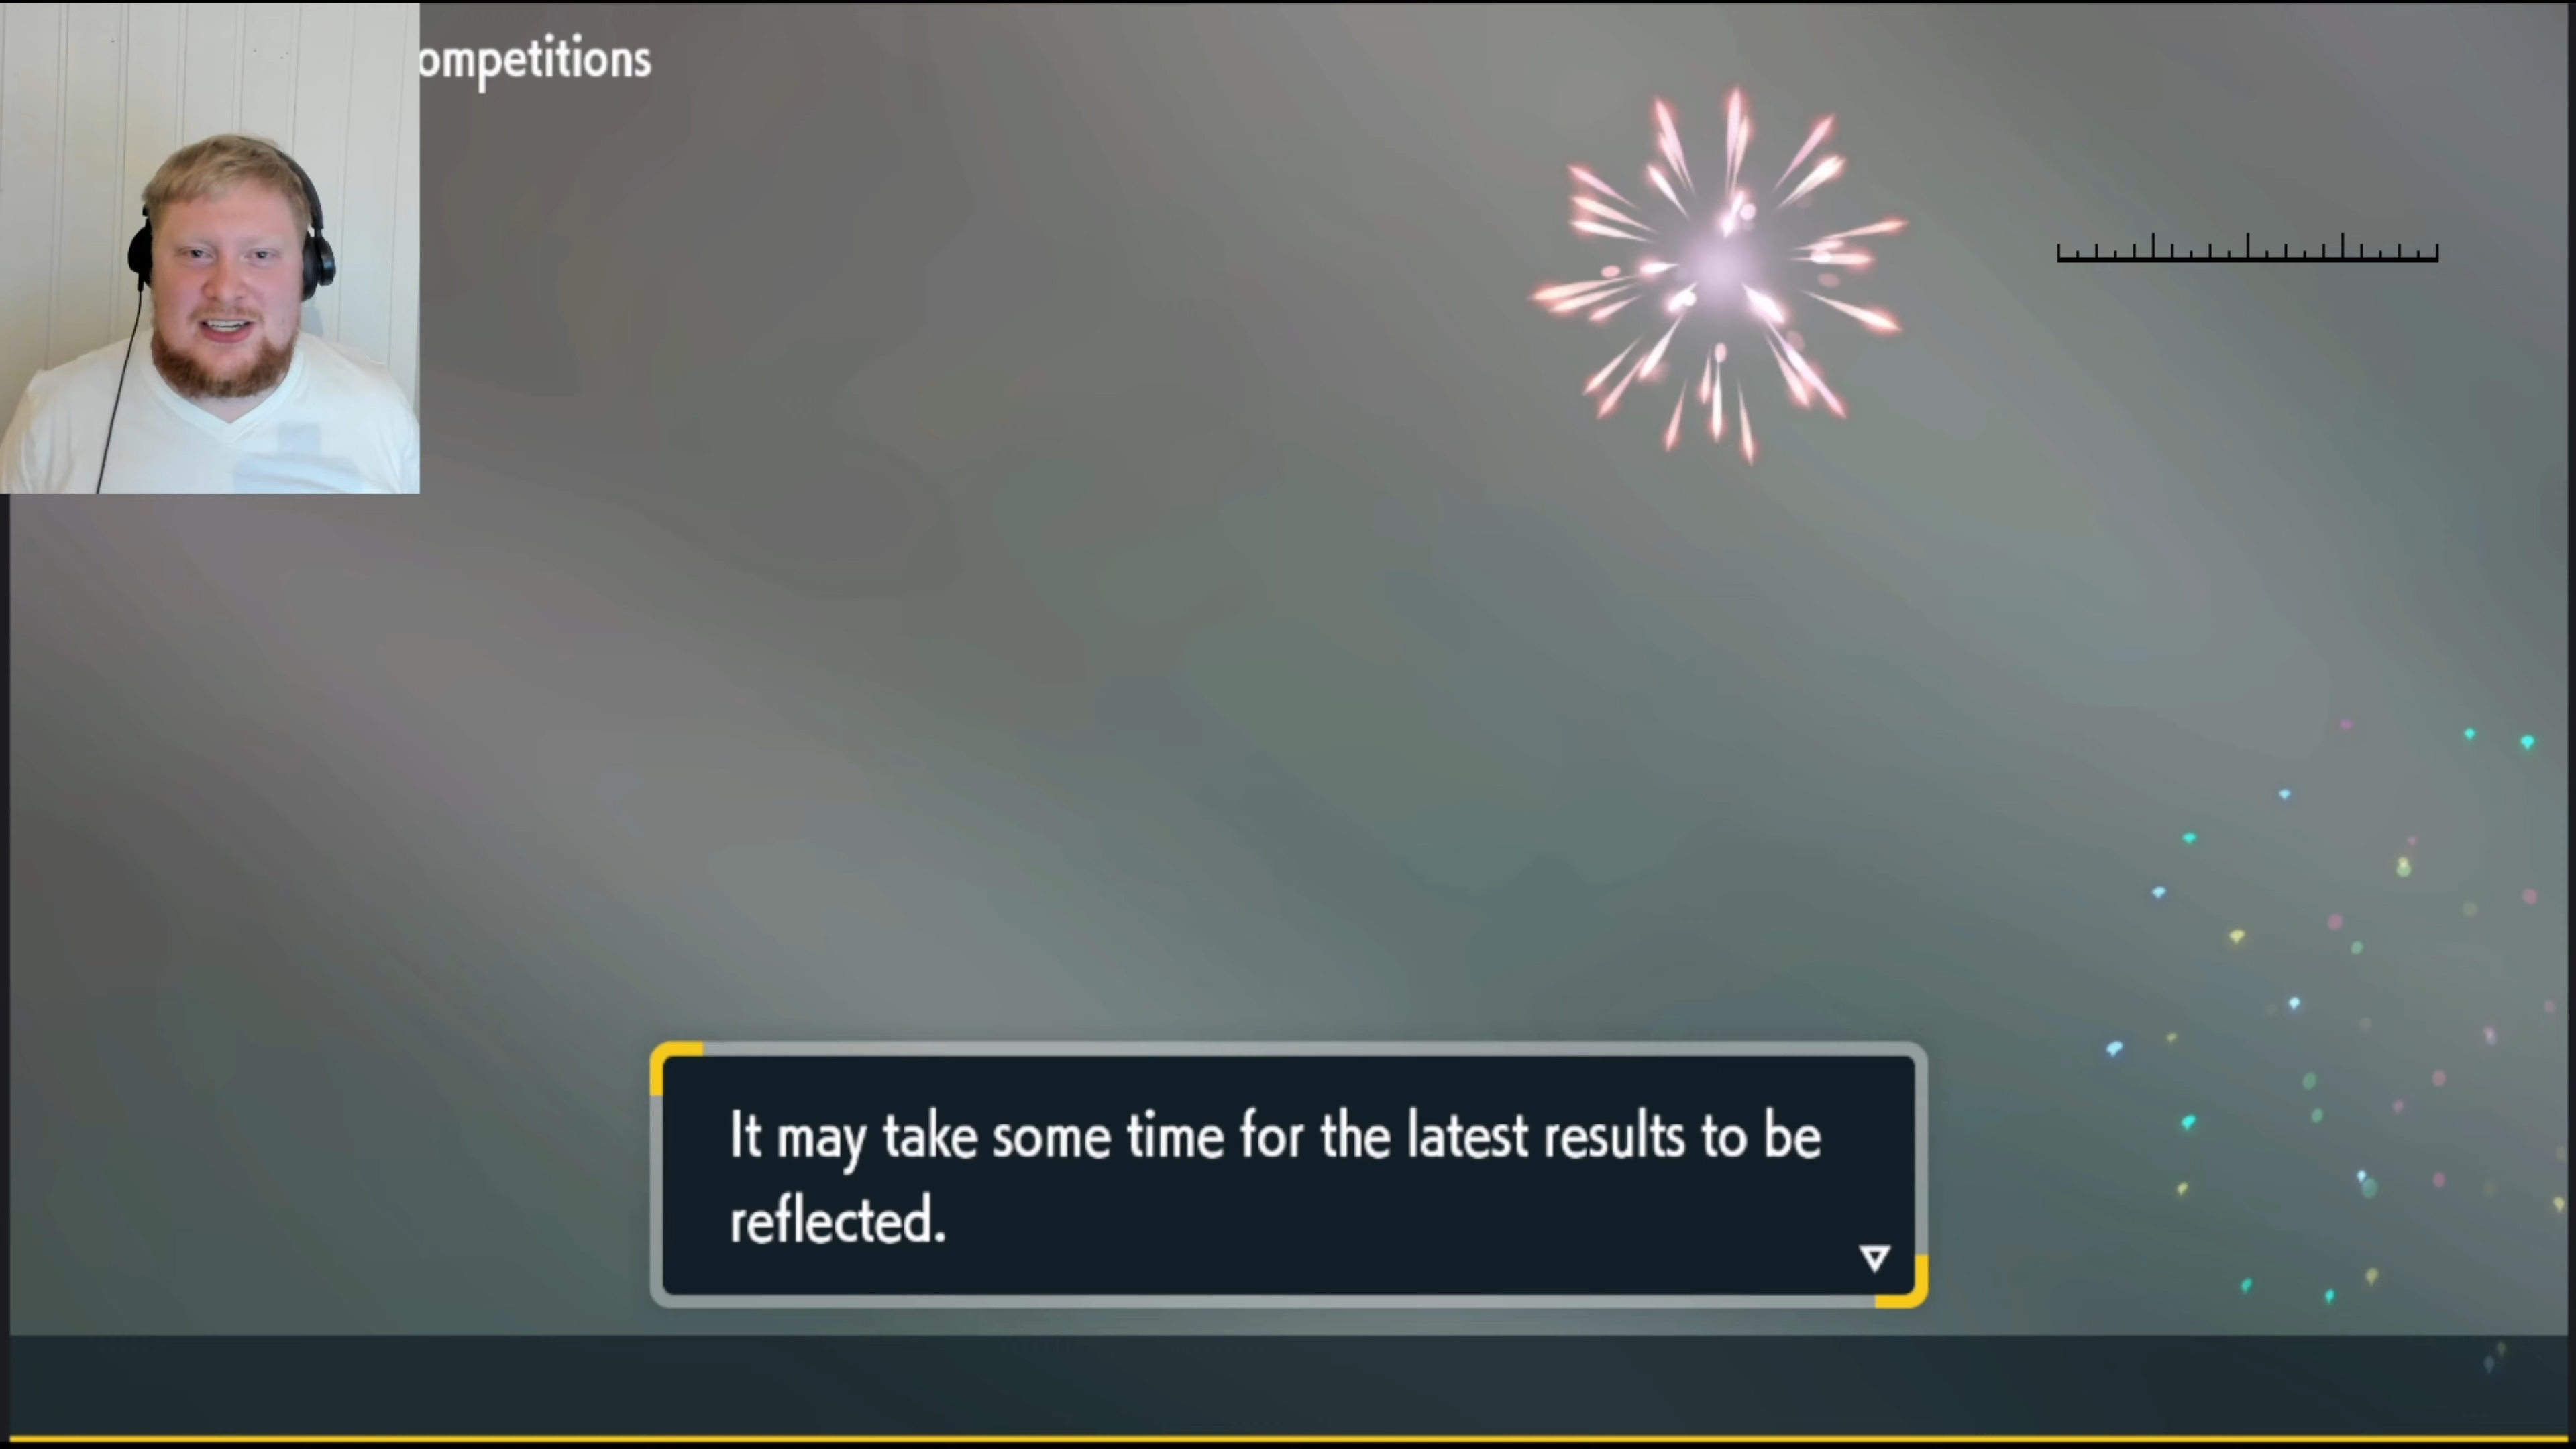 ompetitions
It may take some time for the latest results to be
reflected.